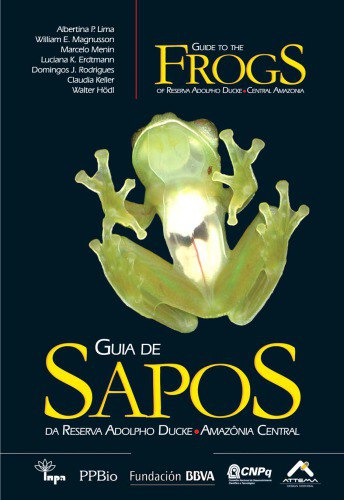 Albertina P. Lima
William E. Magnusson
Marcelo Menin
Luciana K. Erdtmann
Domingos J. Rodrigues
Claudia Keller
Walter Hödl
GUIDE TO THE
FROGS
OF RESERVA ADOLPHO DUCKE • CENTRAL AMAZONIA
GUIA DE
SAPOS
DA RESERVA ADOLPHO DUCKE • AMAZÔNIA CENTRAL
inpa PPBio Fundación BBVA CNPq ATTEMA